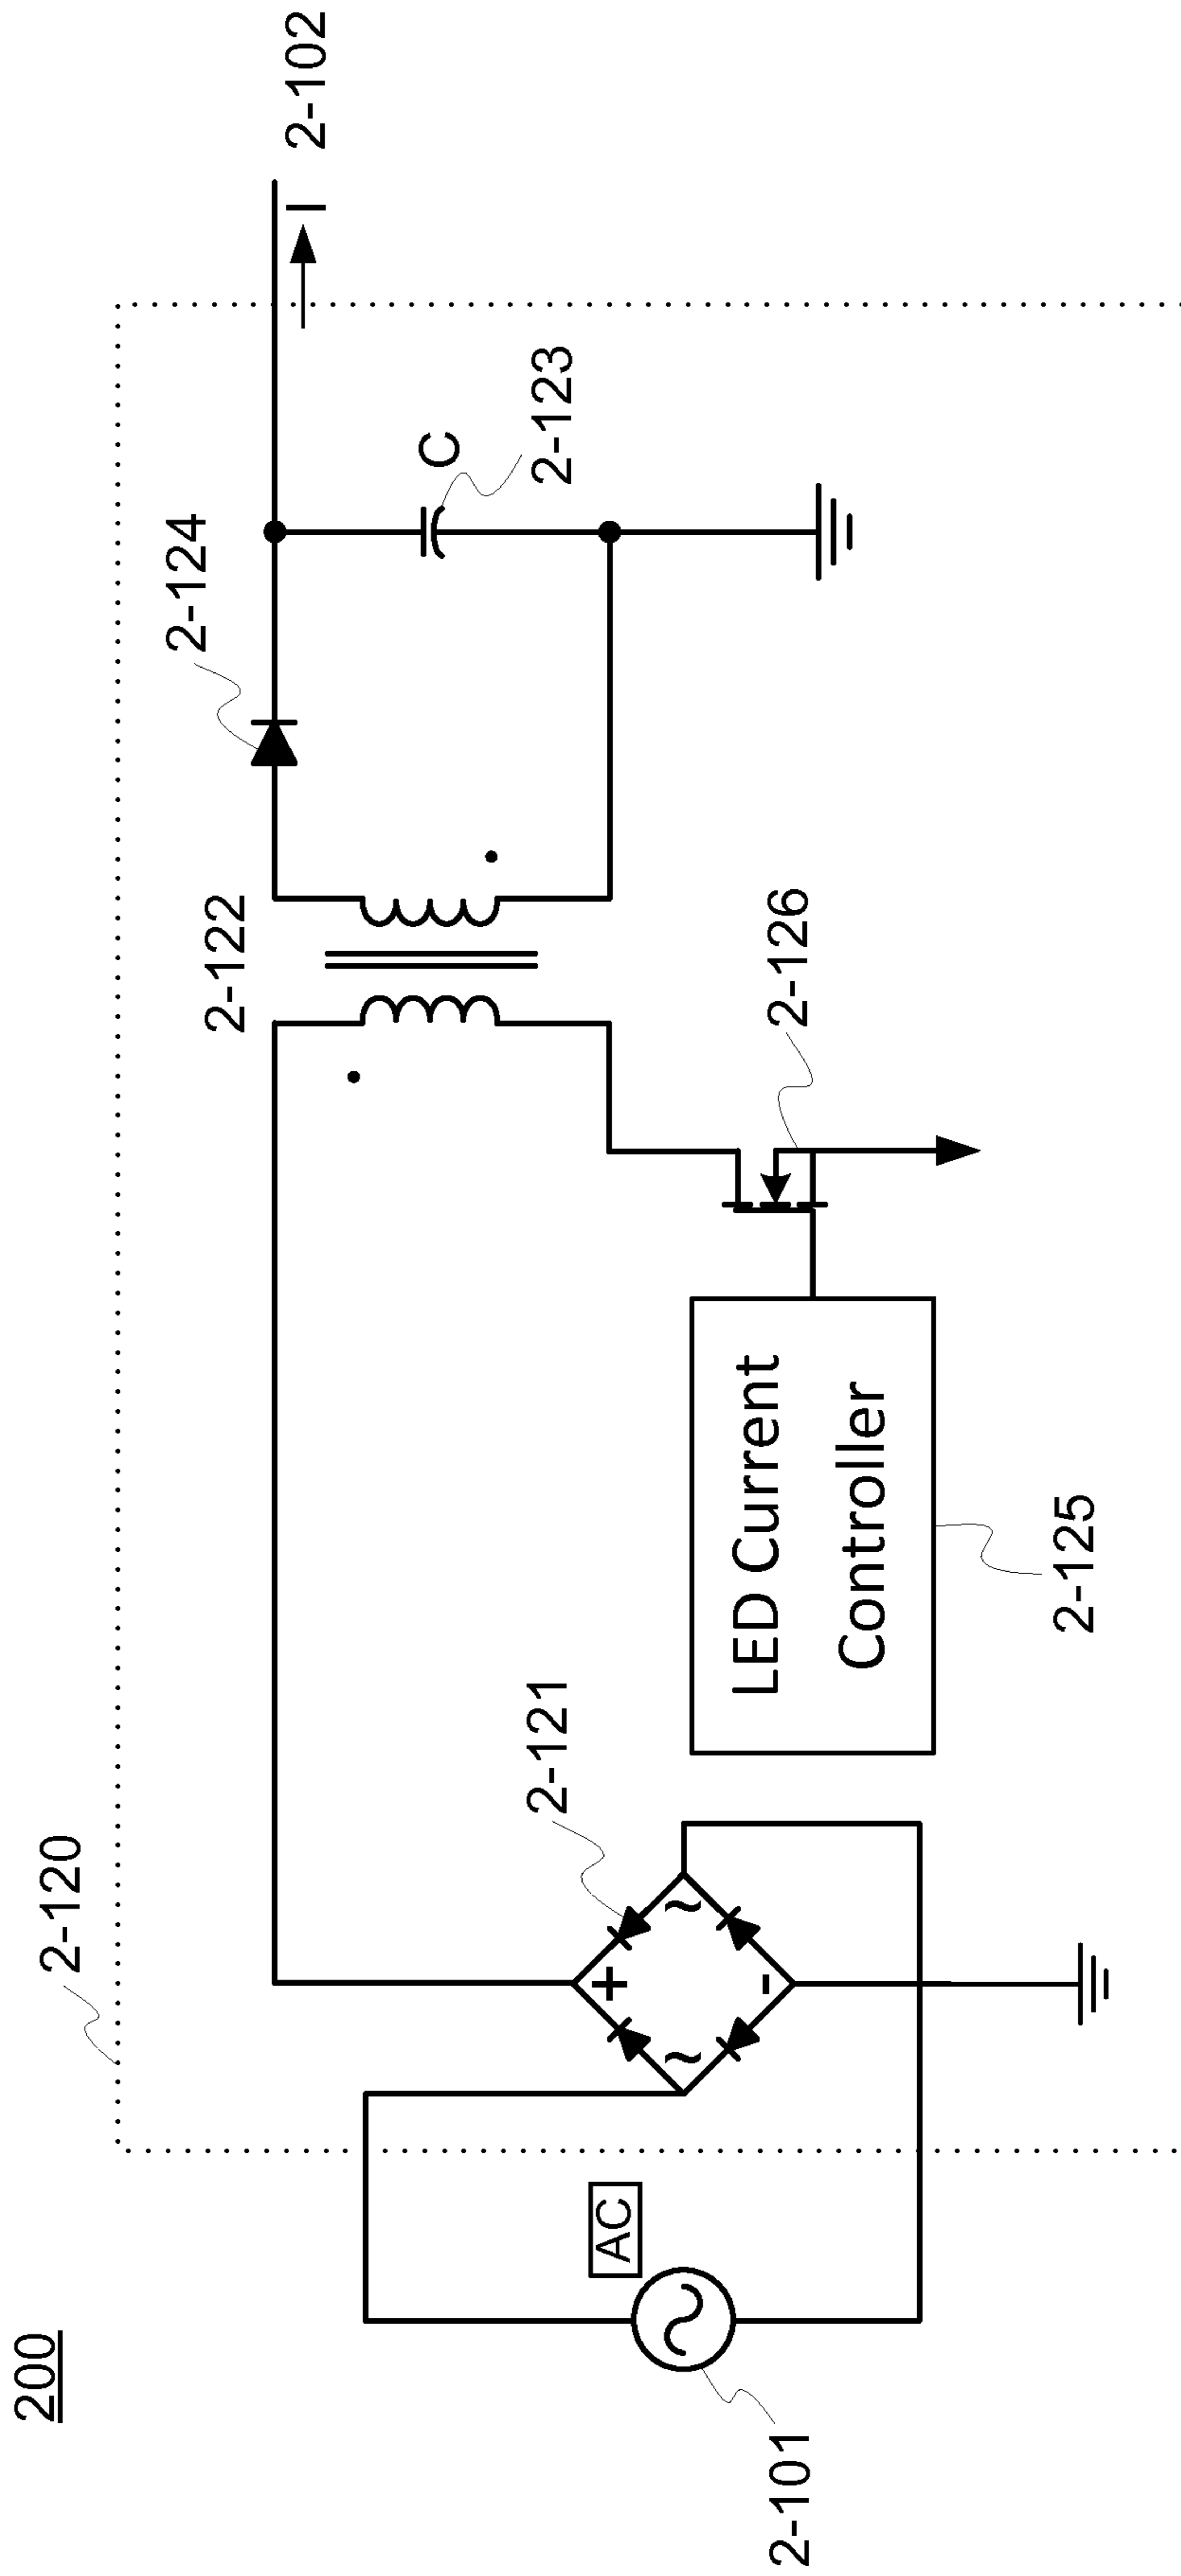 200
2-120
2-101
AC
2-121
+
-
~
~
LED Current
Controller
2-125
2-126
2-122
2-124
C
2-123
I
2-102